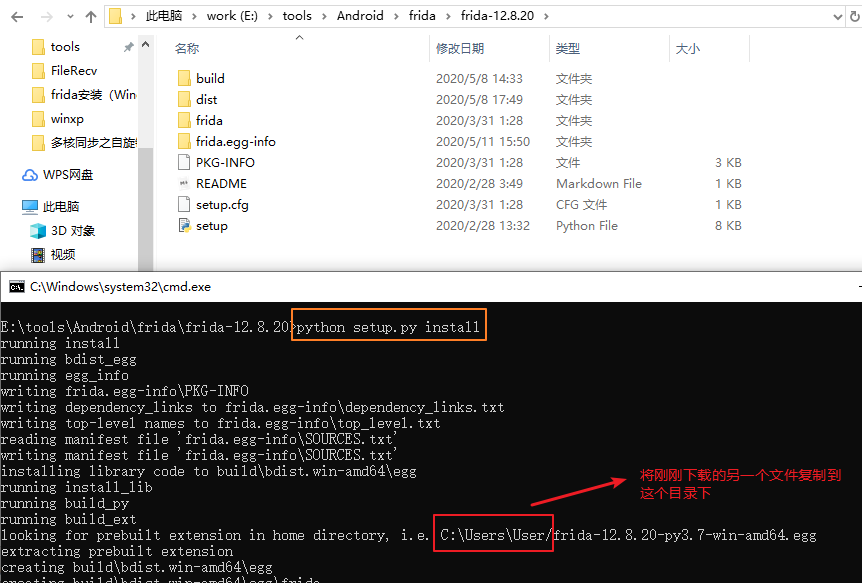 此电脑 work (E:) tools Android frida frida-12.8.20
tools
FileRecv
frida安装（Win
winxp
多核同步之自旋
WPS网盘
此电脑
3D 对象
视频
名称 修改日期 类型 大小
build 2020/5/8 14:33 文件夹
dist 2020/5/8 17:49 文件夹
frida 2020/3/31 1:28 文件夹
frida.egg-info 2020/5/11 15:50 文件夹
PKG-INFO 2020/3/31 1:28 文件 3 KB
README 2020/2/28 3:49 Markdown File 1 KB
setup.cfg 2020/3/31 1:28 CFG 文件 1 KB
setup 2020/2/28 13:32 Python File 8 KB
C:\Windows\system32\cmd.exe
E:\tools\Android\frida\frida-12.8.20>python setup.py install
running install
running bdist_egg
running egg_info
writing frida.egg-info\PKG-INFO
writing dependency_links to frida.egg-info\dependency_links.txt
writing top-level names to frida.egg-info\top_level.txt
reading manifest file 'frida.egg-info\SOURCES.txt'
writing manifest file 'frida.egg-info\SOURCES.txt'
installing library code to build\bdist.win-amd64\egg
running install_lib
running build_py
running build_ext
looking for prebuilt extension in home directory, i.e. C:\Users\User/frida-12.8.20-py3.7-win-amd64.egg
extracting prebuilt extension
creating build\bdist.win-amd64\egg
creating build\bdist.win-amd64\egg\frida
将刚刚下载的另一个文件复制到
这个目录下